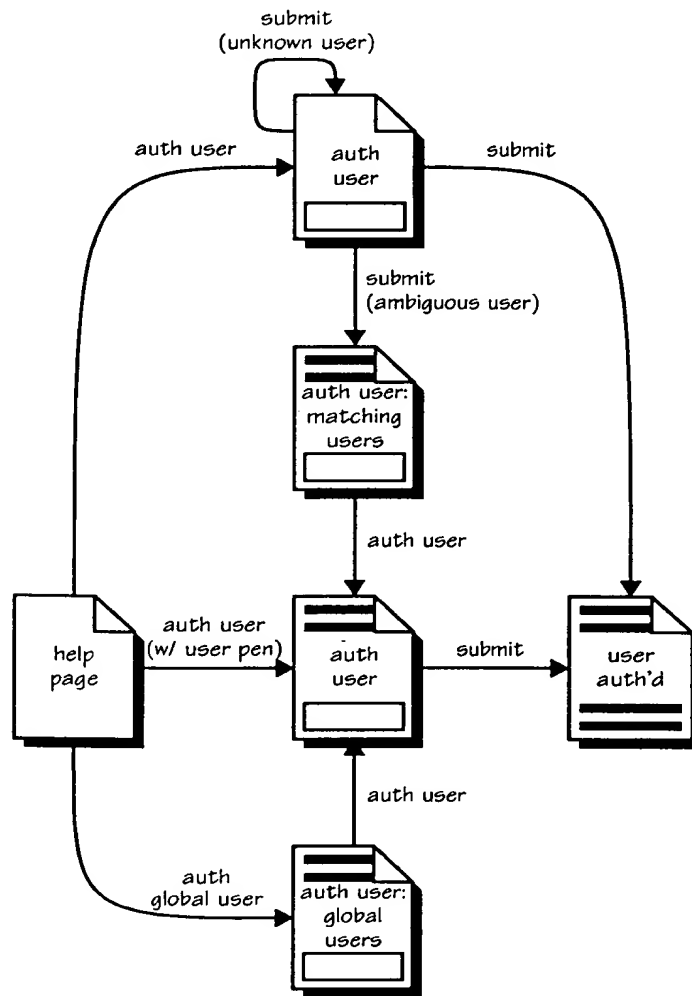 submit
(unknown user)
auth user
auth
user
submit
submit
(ambiguous user)
auth user:
matching
users
auth user
help
page
auth user
(w/ user pen)
auth
user
submit
user
auth'd
auth user
auth
global user
auth user:
global
users